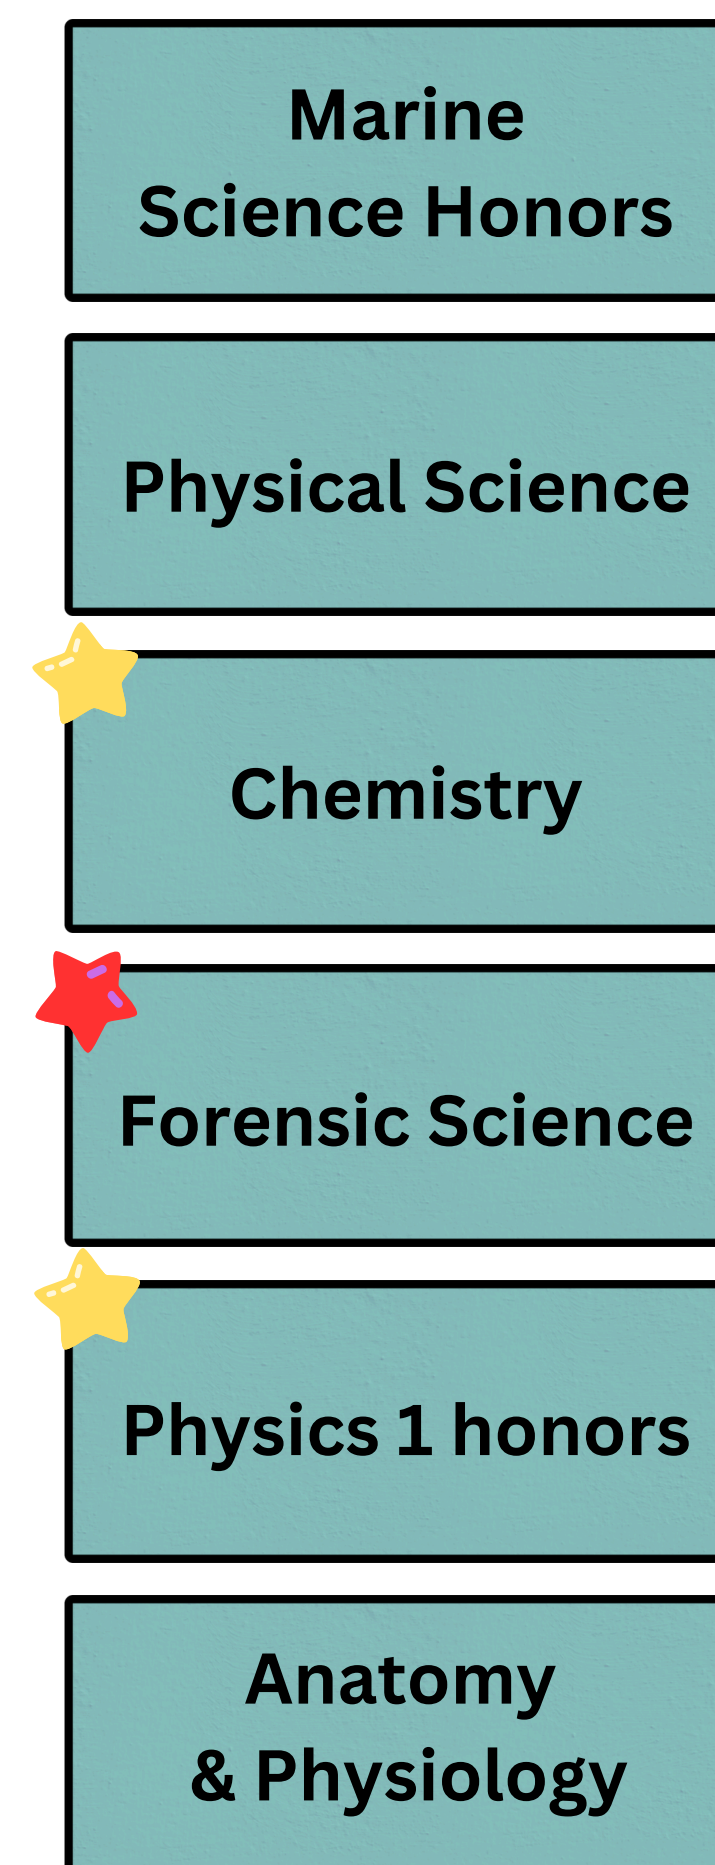 Marine
Science Honors
Physical Science
Chemistry
Forensic Science
Physics 1 honors
Anatomy
& Physiology